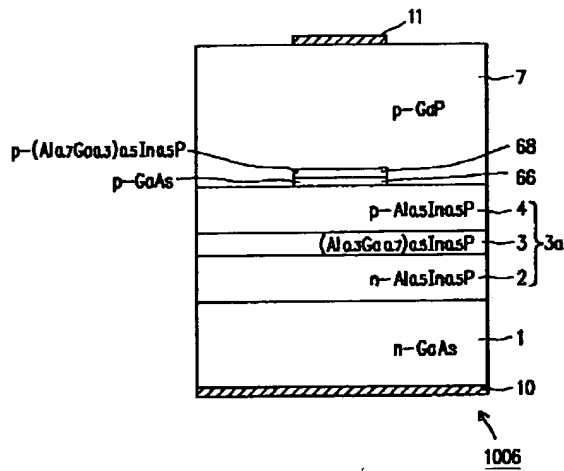 11
7
p-GaP
p-(Al0.7Ga0.3)0.5In0.5P
68
p-GaAs
66
p-Al0.5In0.5P
4
(Al0.3Ga0.7)0.5In0.5P
3
3a
n-Al0.5In0.5P
2
n-GaAs
1
10
1006